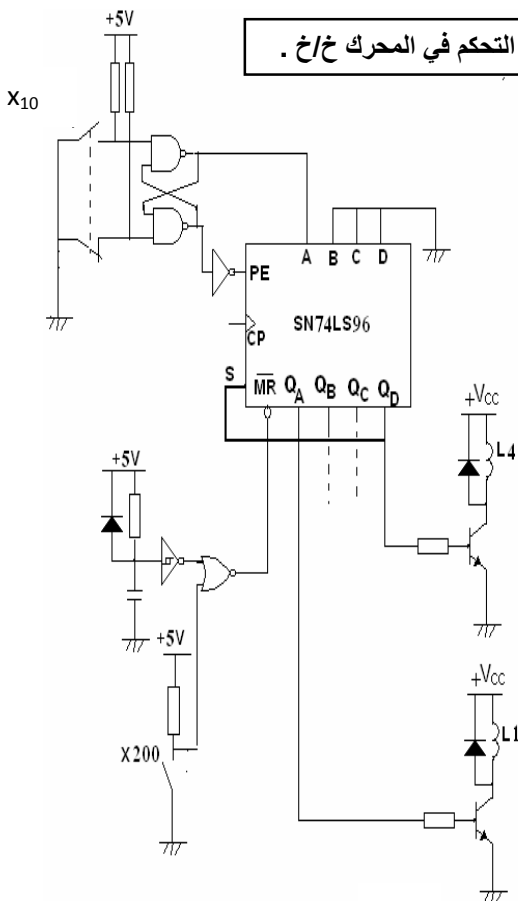 +5V
التحكم في المحرك خ/خ .
x10
A B C D
PE
SN74LS96
CP
S
MR QA QB QC QD
+VCC
L4
+5V
+5V
+VCC
L1
X200